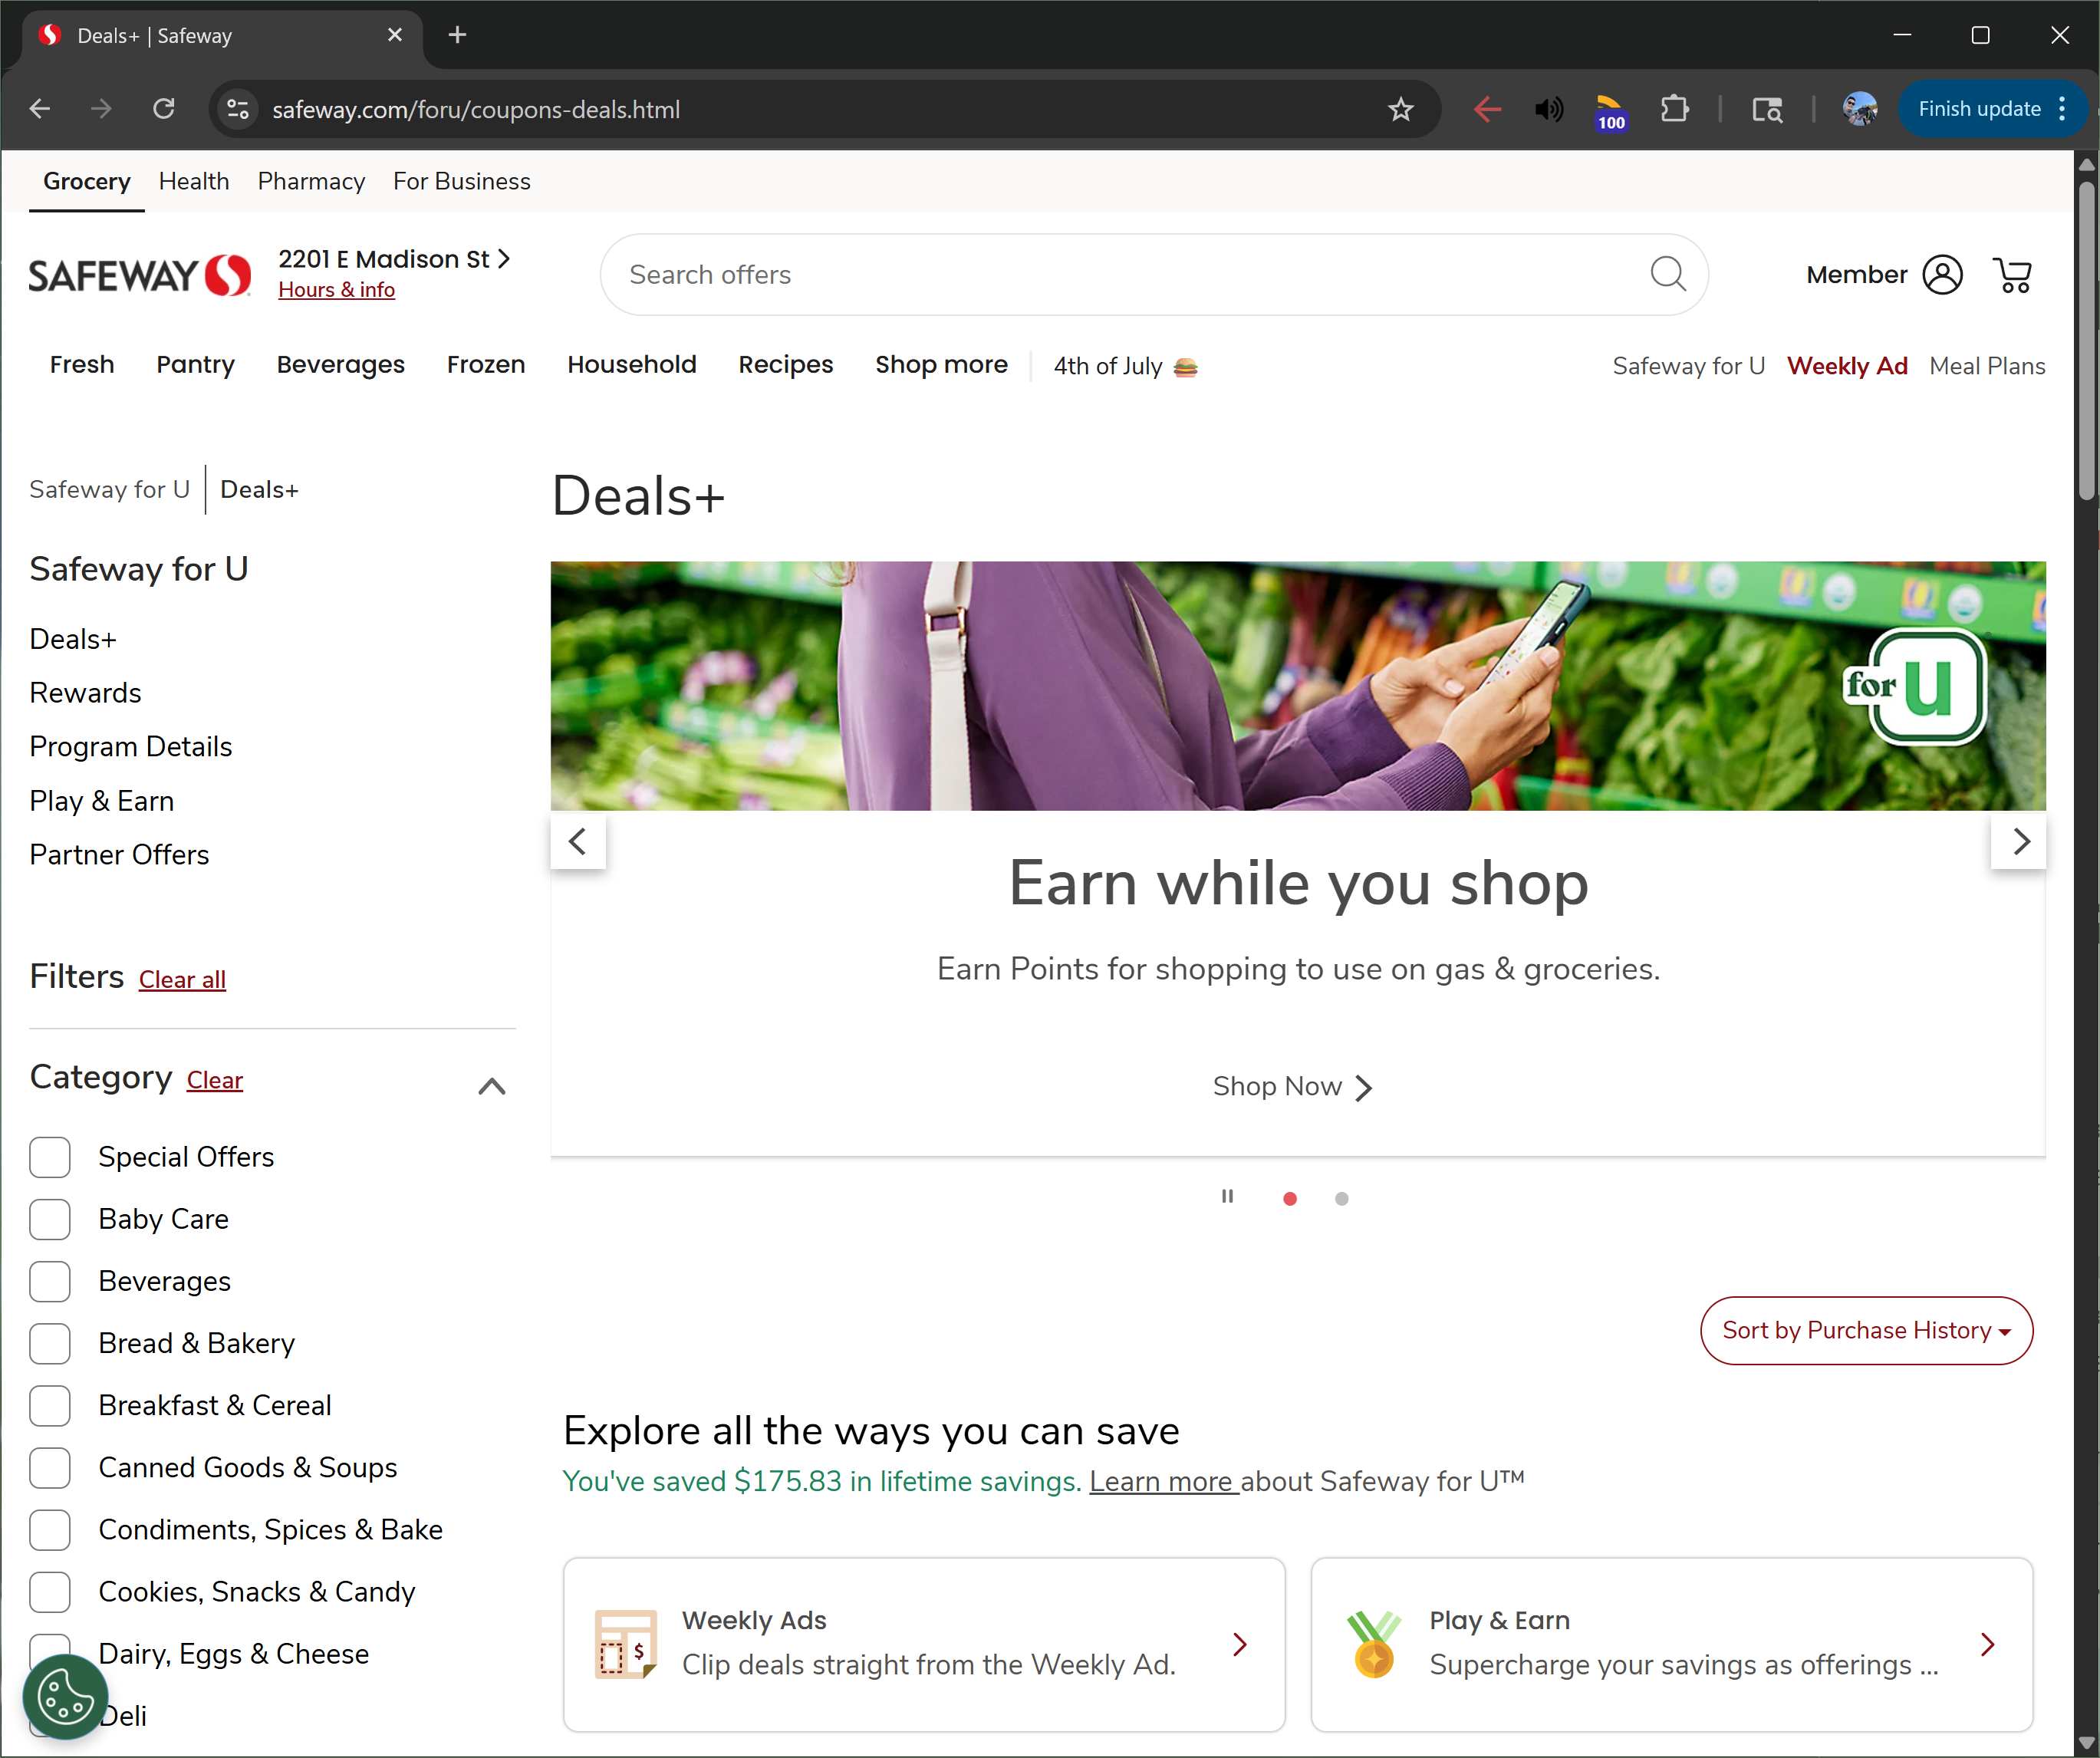 Deals+ | Safeway
safeway.com/foru/coupons-deals.html
100
Finish update
Grocery Health Pharmacy For Business
SAFEWAY
2201 E Madison St
Hours & info
Search offers
Member
Fresh Pantry Beverages Frozen Household Recipes Shop more 4th of July
Safeway for U Weekly Ad Meal Plans
Safeway for U | Deals+
Safeway for U
Deals+
Rewards
Program Details
Play & Earn
Partner Offers
Filters Clear all
Category Clear
Special Offers
Baby Care
Beverages
Bread & Bakery
Breakfast & Cereal
Canned Goods & Soups
Condiments, Spices & Bake
Cookies, Snacks & Candy
Dairy, Eggs & Cheese
Deli
Deals+
for U
Earn while you shop
Earn Points for shopping to use on gas & groceries.
Shop Now
Sort by Purchase History
Explore all the ways you can save
You've saved $175.83 in lifetime savings. Learn more about Safeway for U™
$
Weekly Ads
Clip deals straight from the Weekly Ad.
Play & Earn
Supercharge your savings as offerings ...